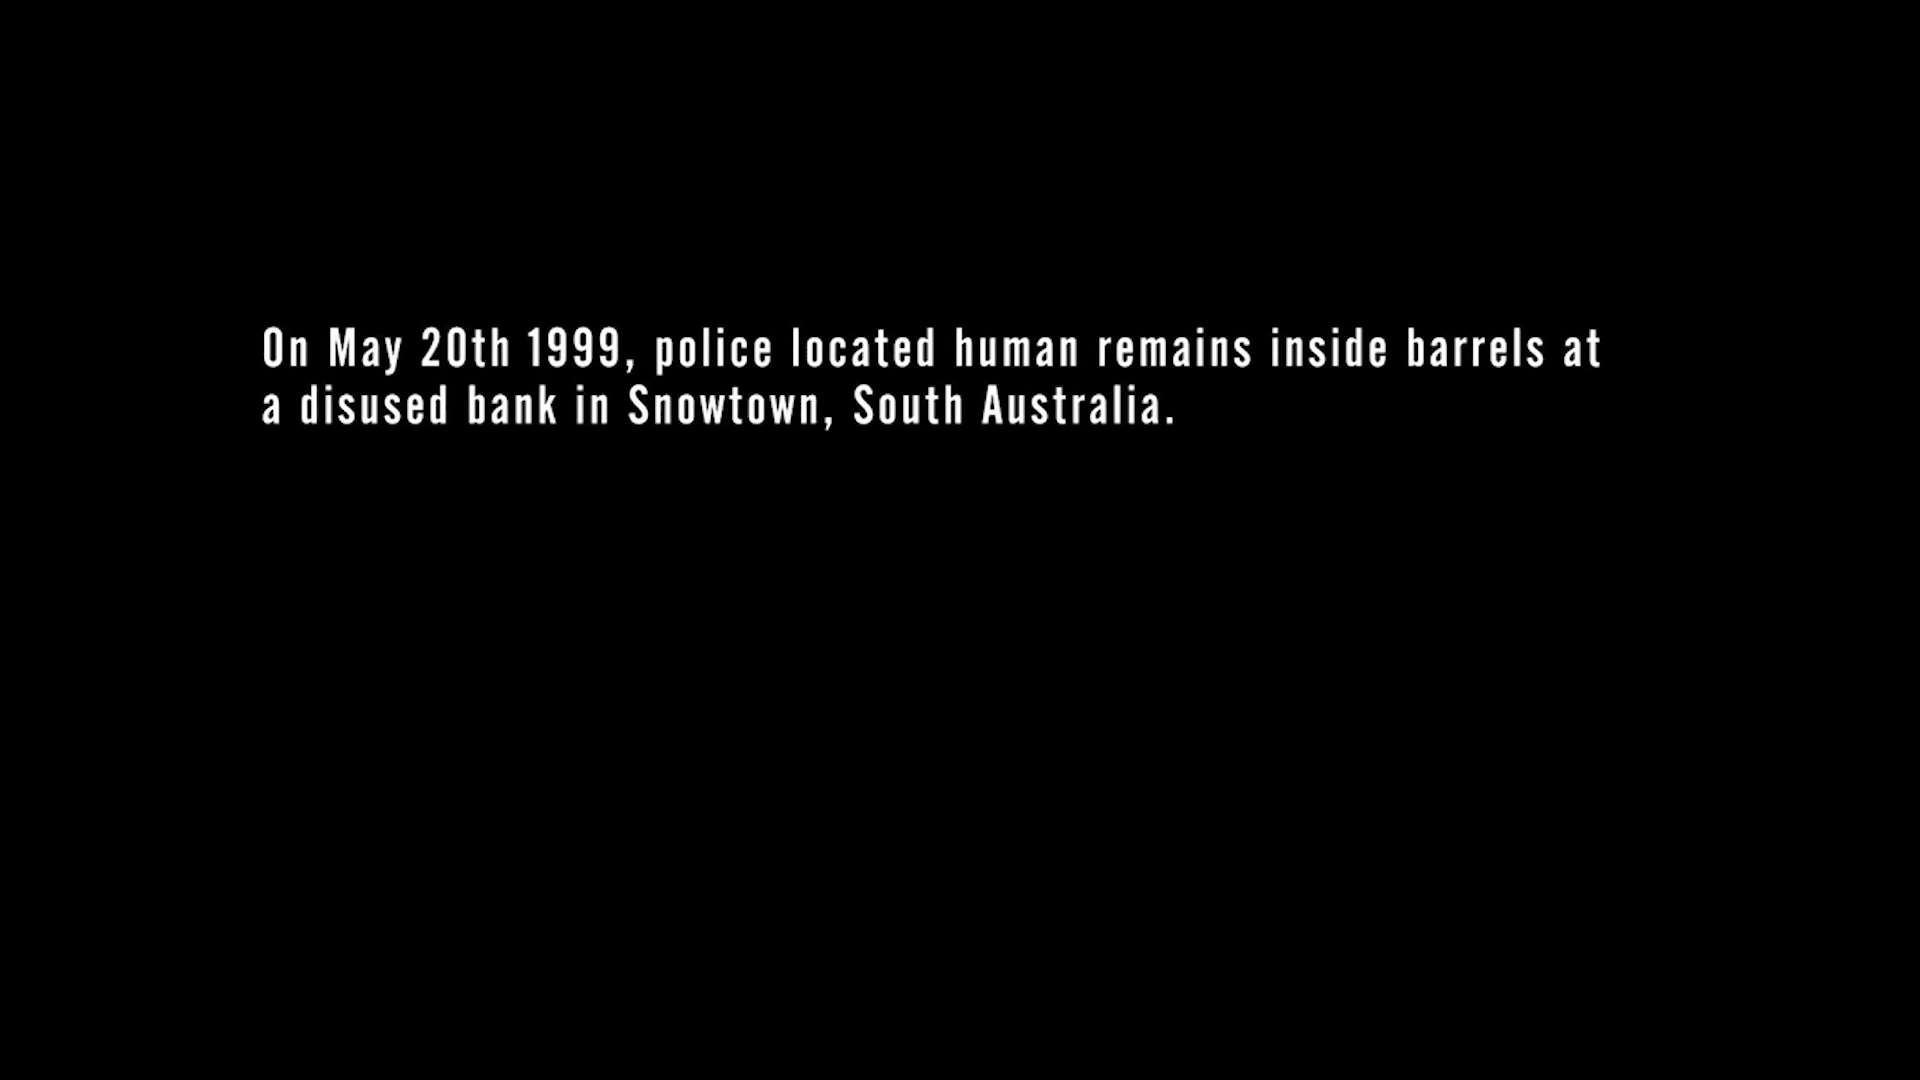 On May 20th 1999, police located human remains inside barrels at
a disused bank in Snowtown, South Australia.